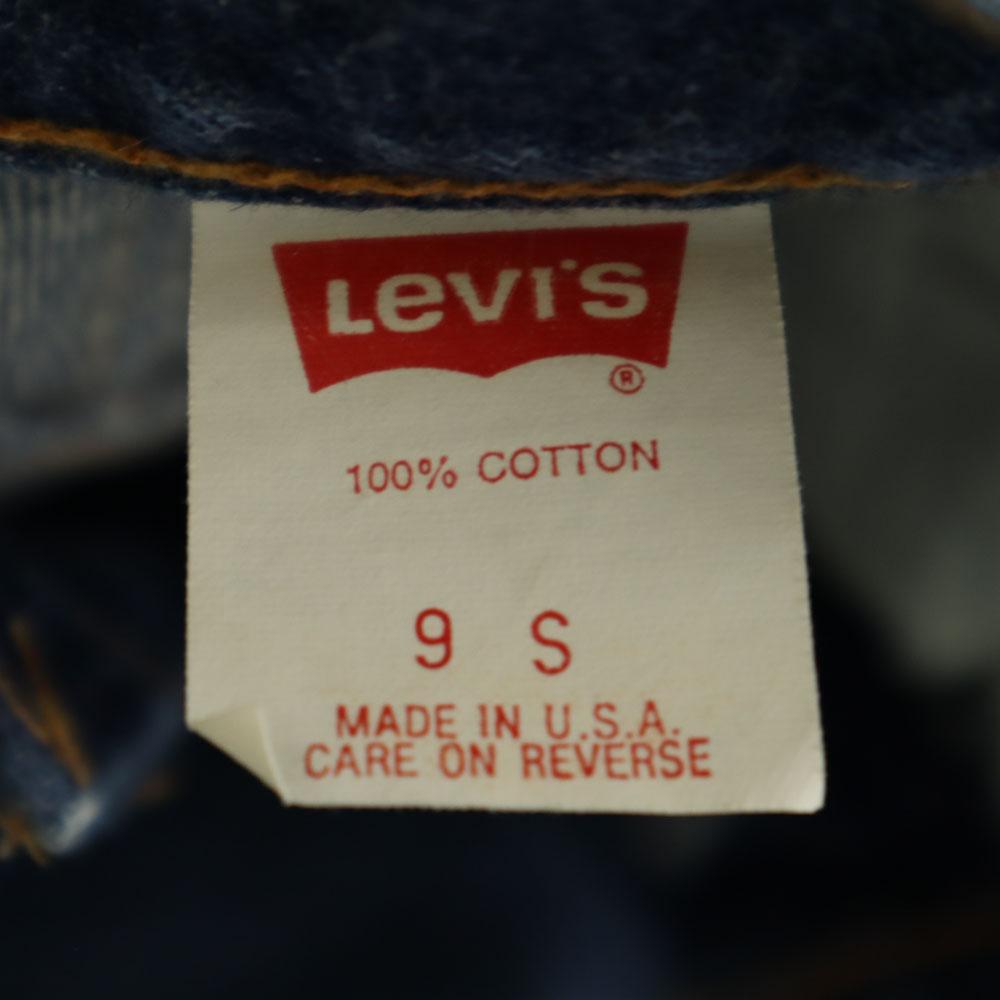 Levi's
®
100% COTTON
9 S
MADE IN U.S.A.
CARE ON REVERSE